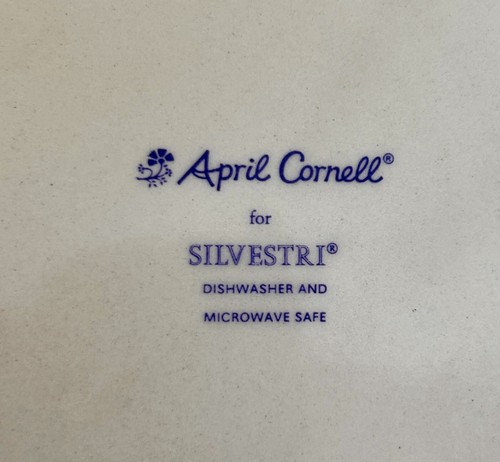 April Cornell®
for
SILVESTRI®
DISHWASHER AND
MICROWAVE SAFE